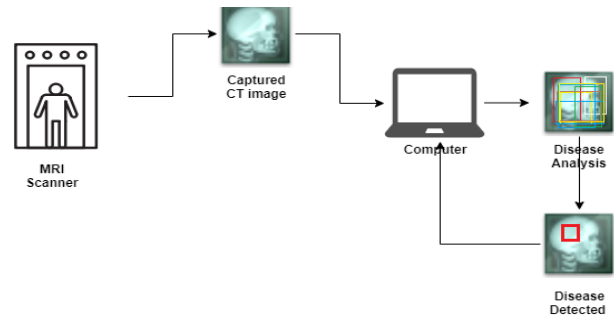 Captured
CT image
MRI
Scanner
Computer
Disease
Analysis
Disease
Detected